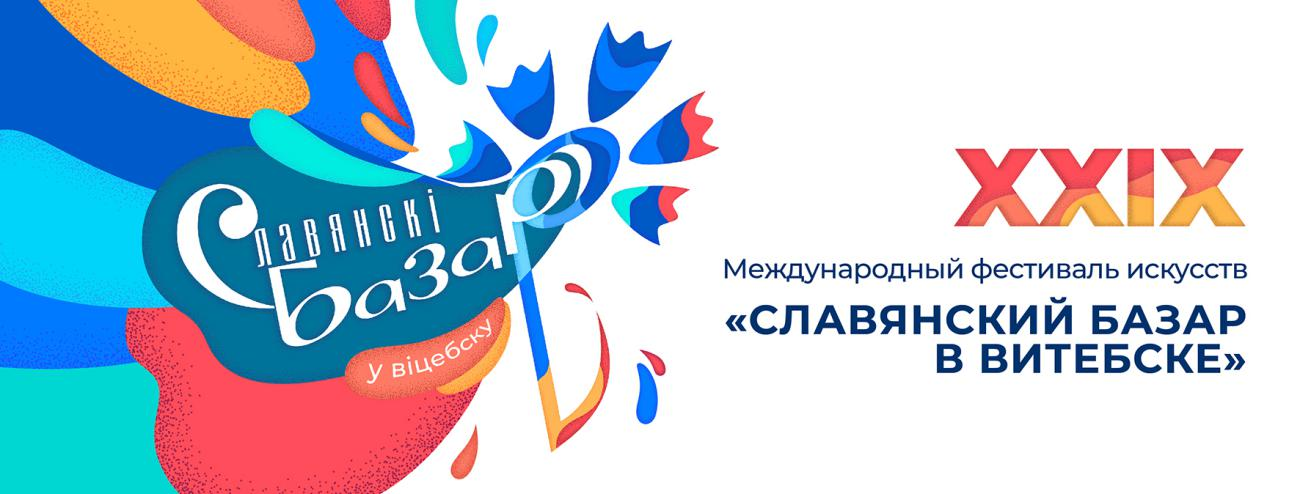 Славянскі
базар
у віцебску
XXIX
Международный фестиваль искусств
«СЛАВЯНСКИЙ БАЗАР
В ВИТЕБСКЕ»